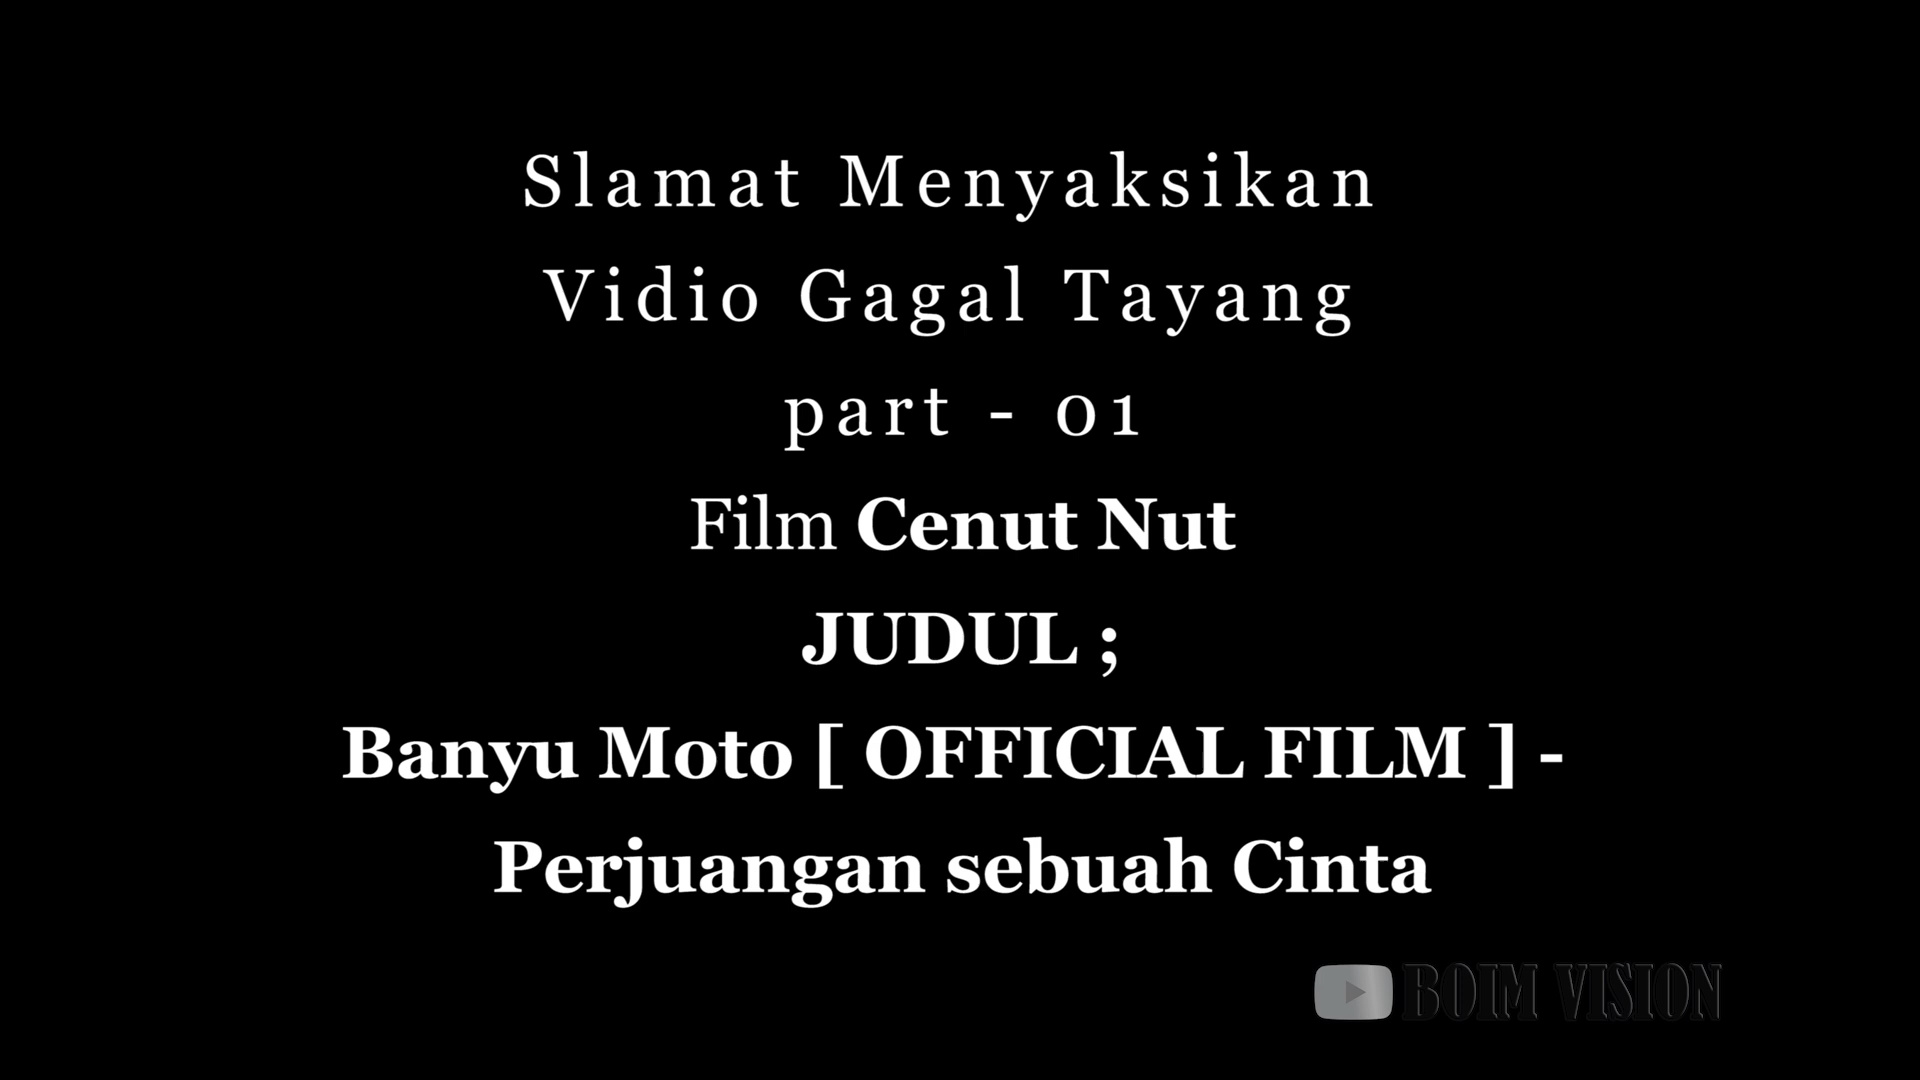 Slamat Menyaksikan
Vidio Gagal Tayang
part - 01
Film Cenut Nut
JUDUL ;
Banyu Moto [ OFFICIAL FILM ] -
Perjuangan sebuah Cinta
BOIM VISION